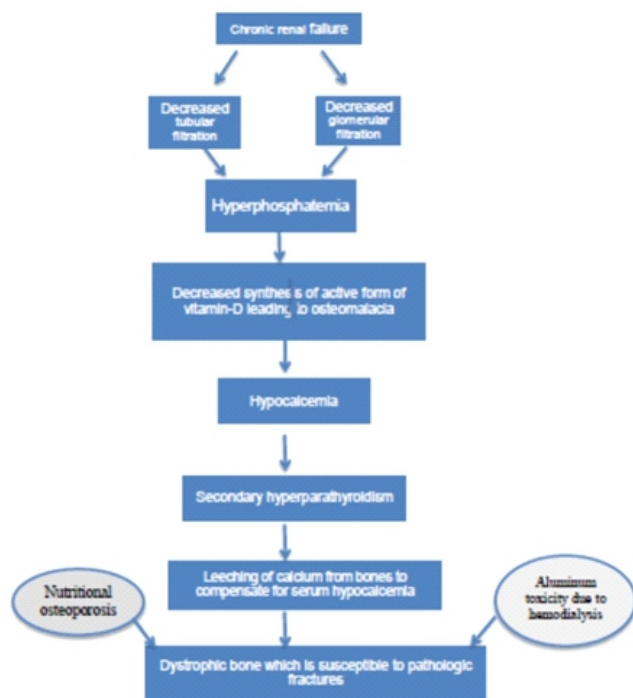 Chronic renal failure
Decreased
tubular
filtration
Decreased
glomerular
filtration
Hyperphosphatemia
Decreased synthesis of active form of
vitamin-D leading to osteomalacia
Hypocalcemia
Secondary hyperparathyroidism
Leeching of calcium from bones to
compensate for serum hypocalcemia
Nutritional
osteoporosis
Aluminum
toxicity due to
hemodialysis
Dystrophic bone which is susceptible to pathologic
fractures